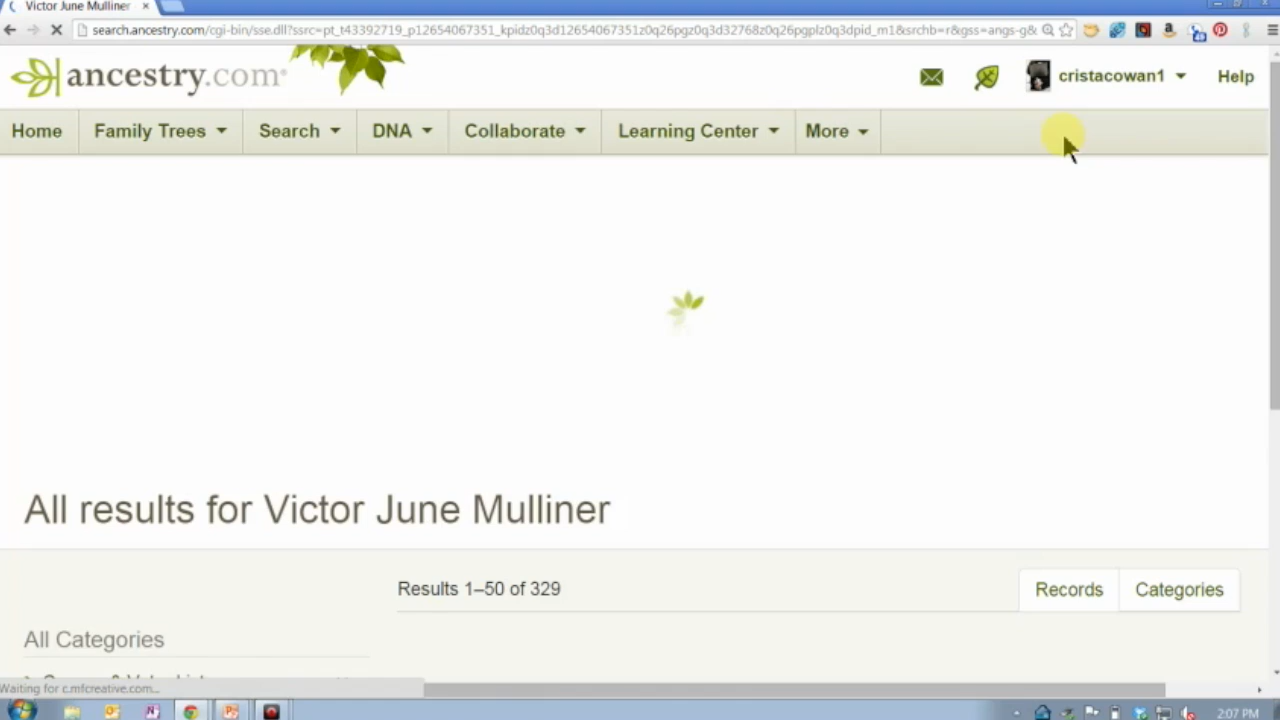 Victor June Mulliner
search.ancestry.com/cgi-bin/sse.dll?ssrc=pt_t43392719_p12654067351_kpidz0q3d12654067351z0q26pgz0q3d32768z0q26pgplz0q3dpid_m1&srchb=r&gss=angs-g&
ancestry.com
cristacowan1
Help
Home
Family Trees
Search
DNA
Collaborate
Learning Center
More
All results for Victor June Mulliner
Results 1–50 of 329
Records
Categories
All Categories
Waiting for c.mfcreative.com...
2:07 PM